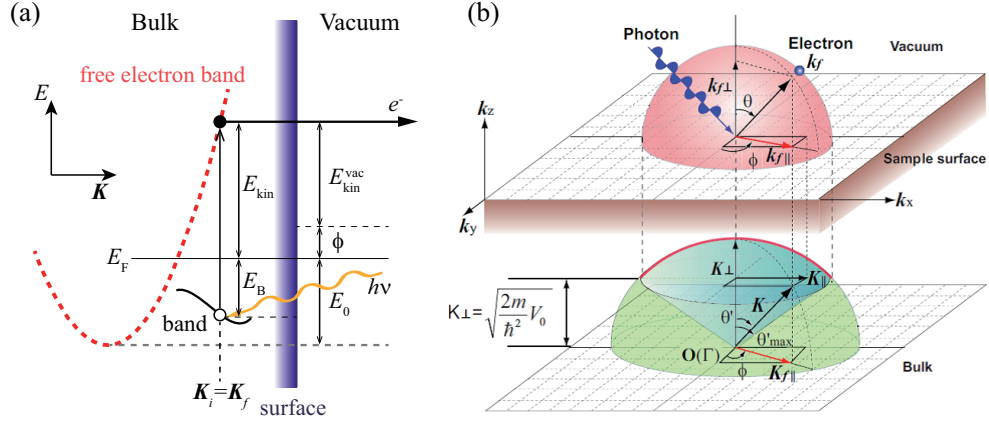 (a)
Bulk
Vacuum
free electron band
E
K
e-
E_kin
E_kin^vac
ϕ
E_F
E_B
E_0
hν
band
K_i=K_f
surface
(b)
Photon
Electron
k_f
Vacuum
k_f⊥
θ
k_z
k_f∥
ϕ
Sample surface
k_x
k_y
K⊥
K∥
K
K⊥=√(2m/ħ² V_0)
θ'
θ'max
O(Γ)
ϕ
K_f∥
Bulk